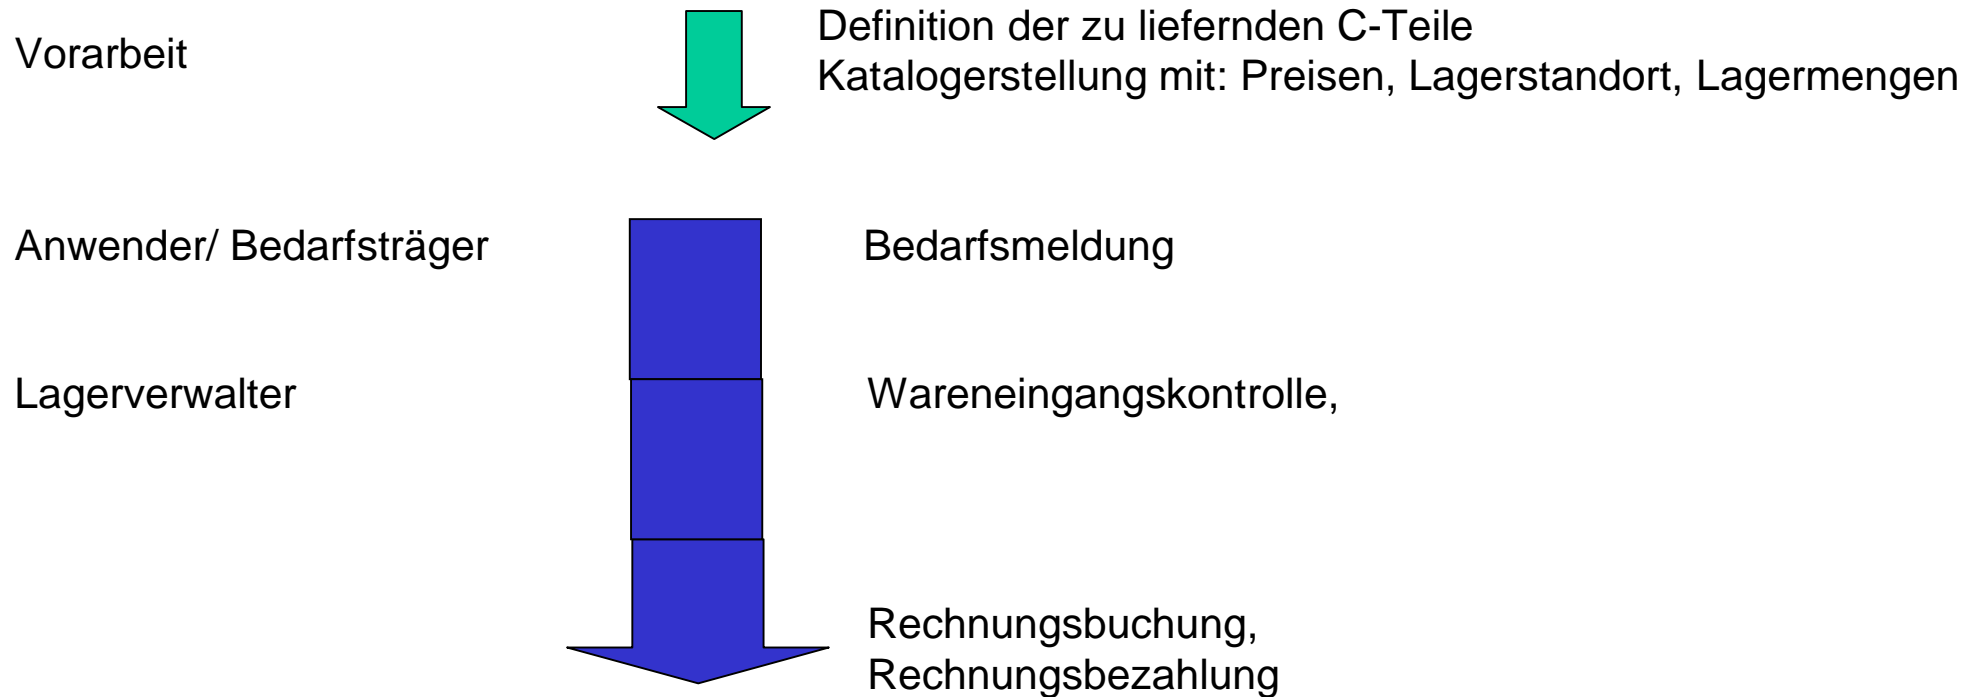 Vorarbeit
Definition der zu liefernden C-Teile
Katalogerstellung mit: Preisen, Lagerstandort, Lagermengen
Anwender/ Bedarfsträger
Bedarfsmeldung
Lagerverwalter
Wareneingangskontrolle,
Rechnungsbuchung,
Rechnungsbezahlung